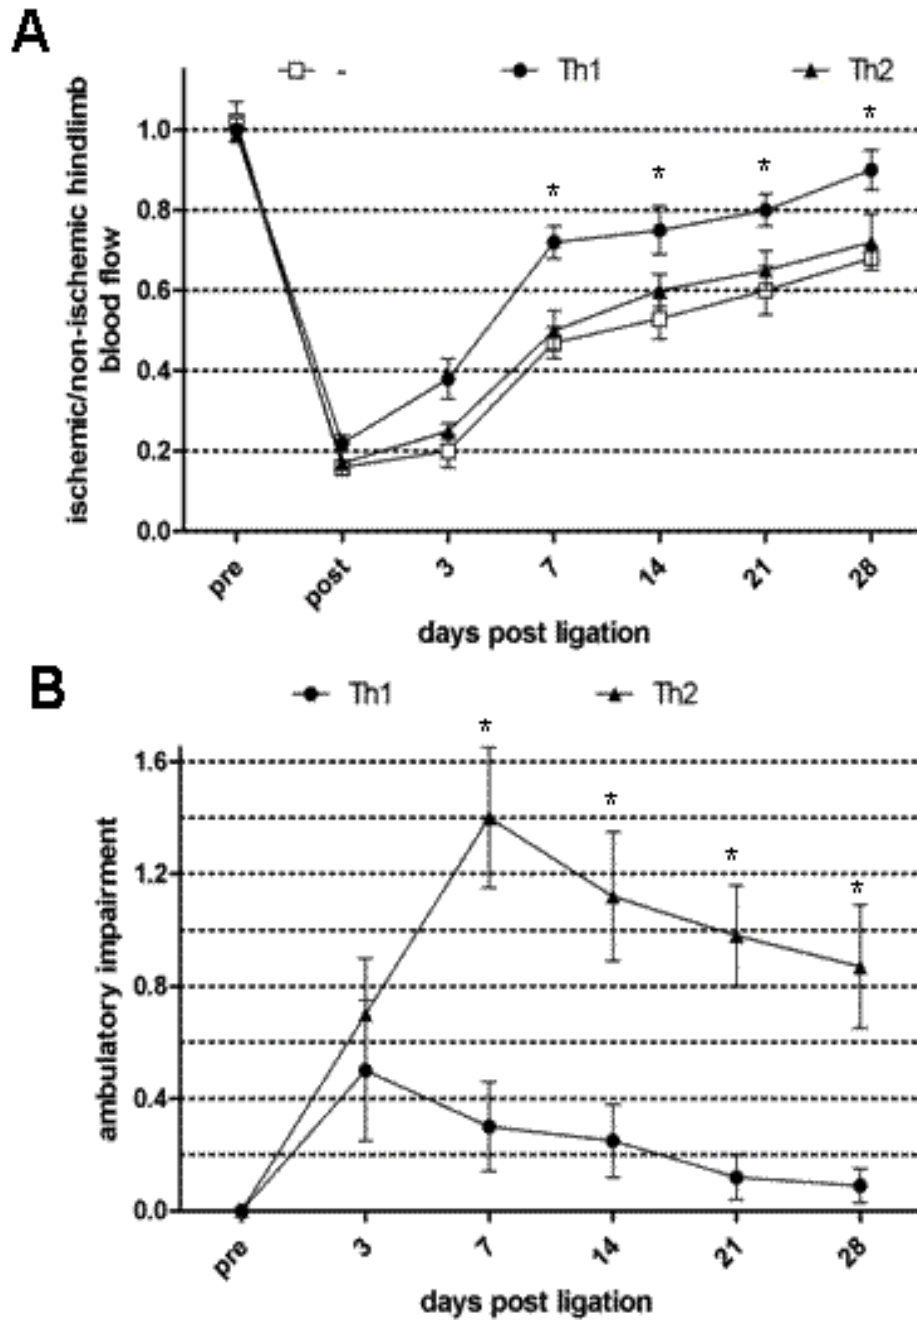 A
- Th1 Th2
ischemic/non-ischemic hindlimb
blood flow
1.0
0.8
0.6
0.4
0.2
0.0
* * * *
pre post 3 7 14 21 28
days post ligation
B
Th1 Th2
ambulatory impairment
1.6
1.2
0.8
0.4
0.0
* * * *
pre 3 7 14 21 28
days post ligation